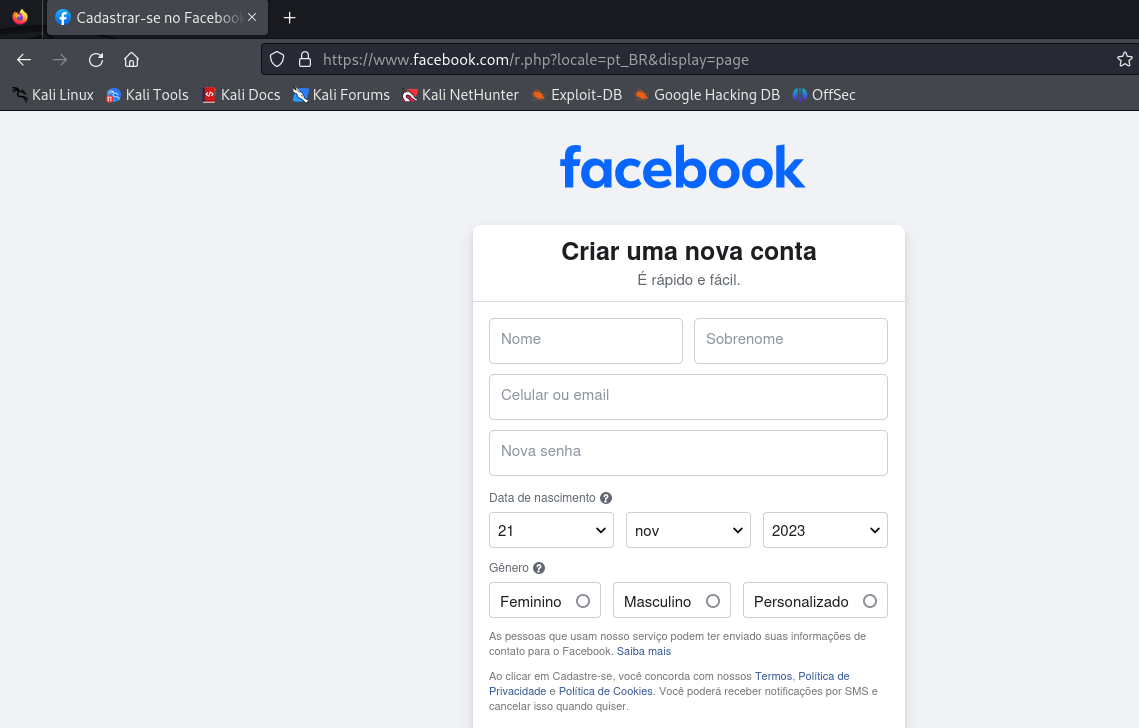 Cadastrar-se no Facebook
https://www.facebook.com/r.php?locale=pt_BR&display=page
Kali Linux Kali Tools Kali Docs Kali Forums Kali NetHunter Exploit-DB Google Hacking DB OffSec
facebook
Criar uma nova conta
É rápido e fácil.
Nome Sobrenome
Celular ou email
Nova senha
Data de nascimento ?
21 nov 2023
Gênero ?
Feminino Masculino Personalizado
As pessoas que usam nosso serviço podem ter enviado suas informações de
contato para o Facebook. Saiba mais
Ao clicar em Cadastre-se, você concorda com nossos Termos, Política de
Privacidade e Política de Cookies. Você poderá receber notificações por SMS e
cancelar isso quando quiser.